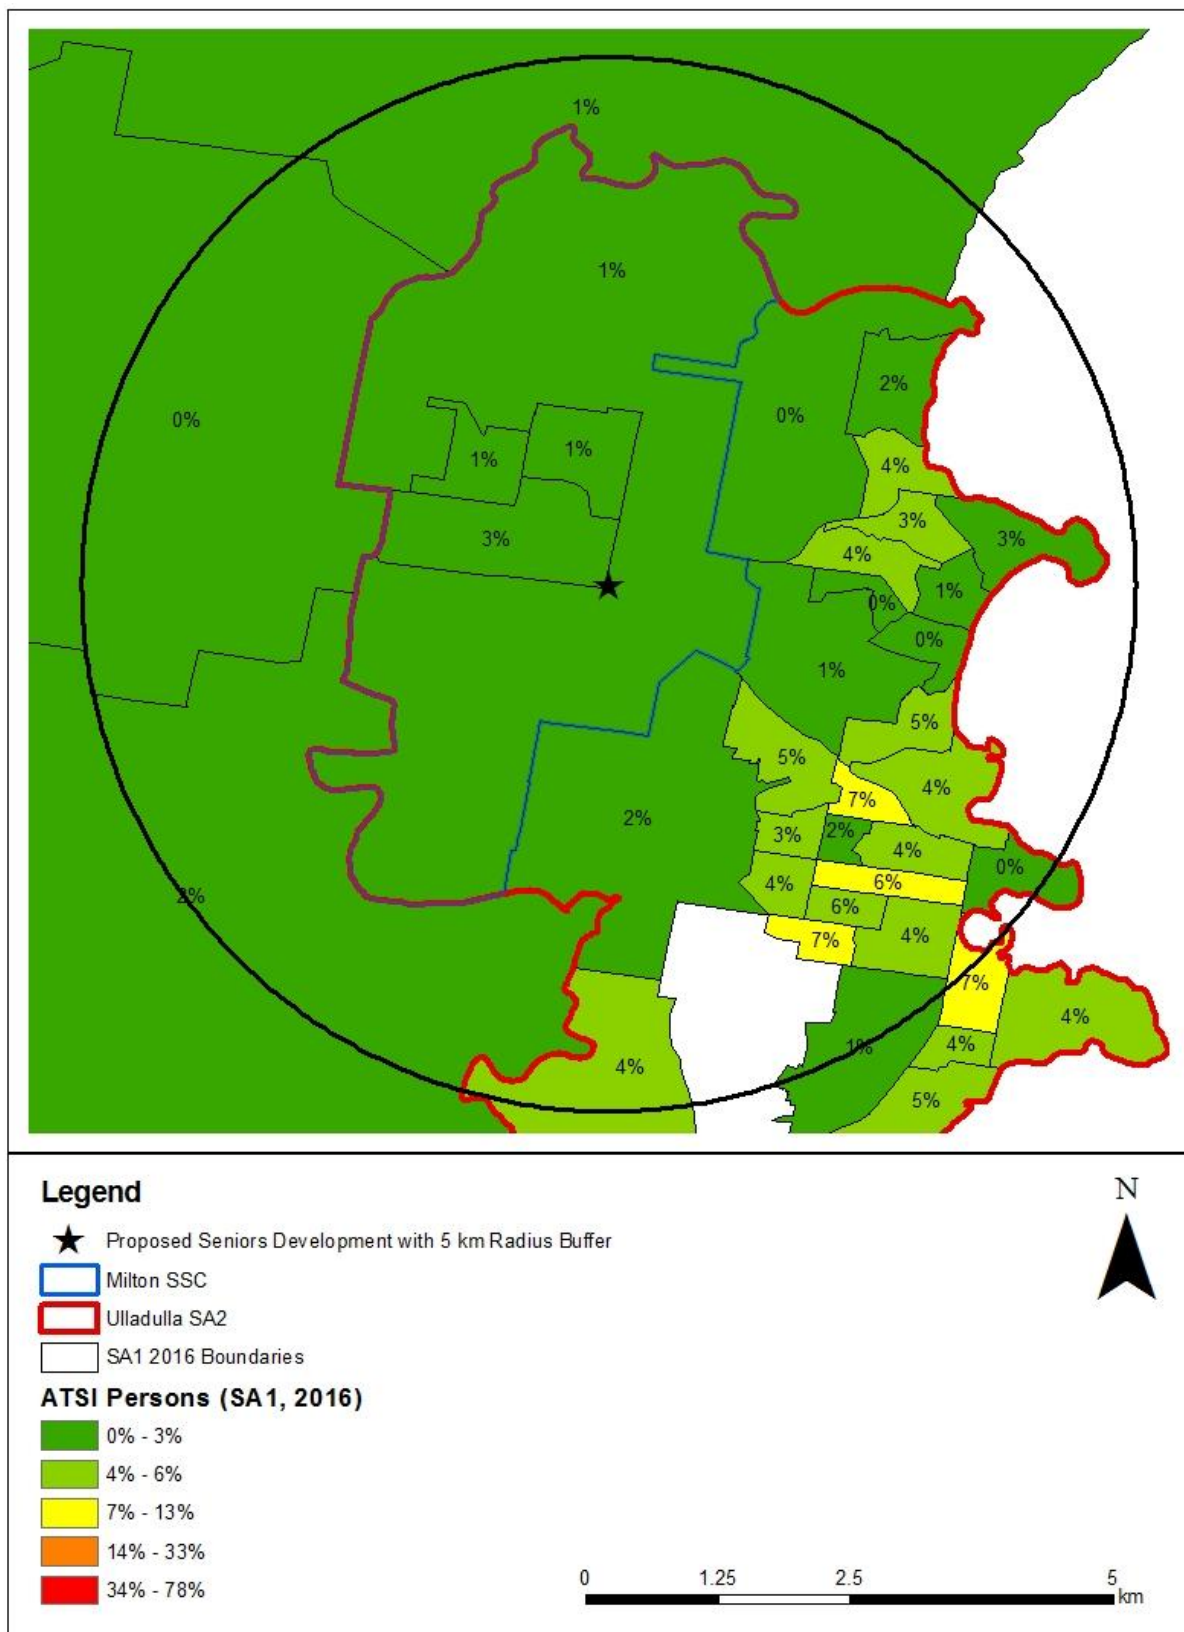 1%
1%
0%
2%
0%
1%
1%
4%
3%
3%
3%
4%
1%
0%
0%
1%
5%
5%
4%
7%
2%
3%
2%
4%
0%
4%
6%
2%
6%
7%
4%
7%
4%
1%
4%
4%
5%
Legend
Proposed Seniors Development with 5 km Radius Buffer
Milton SSC
Ulladulla SA2
SA1 2016 Boundaries
ATSI Persons (SA1, 2016)
0% - 3%
4% - 6%
7% - 13%
14% - 33%
34% - 78%
N
0 1.25 2.5 5
km